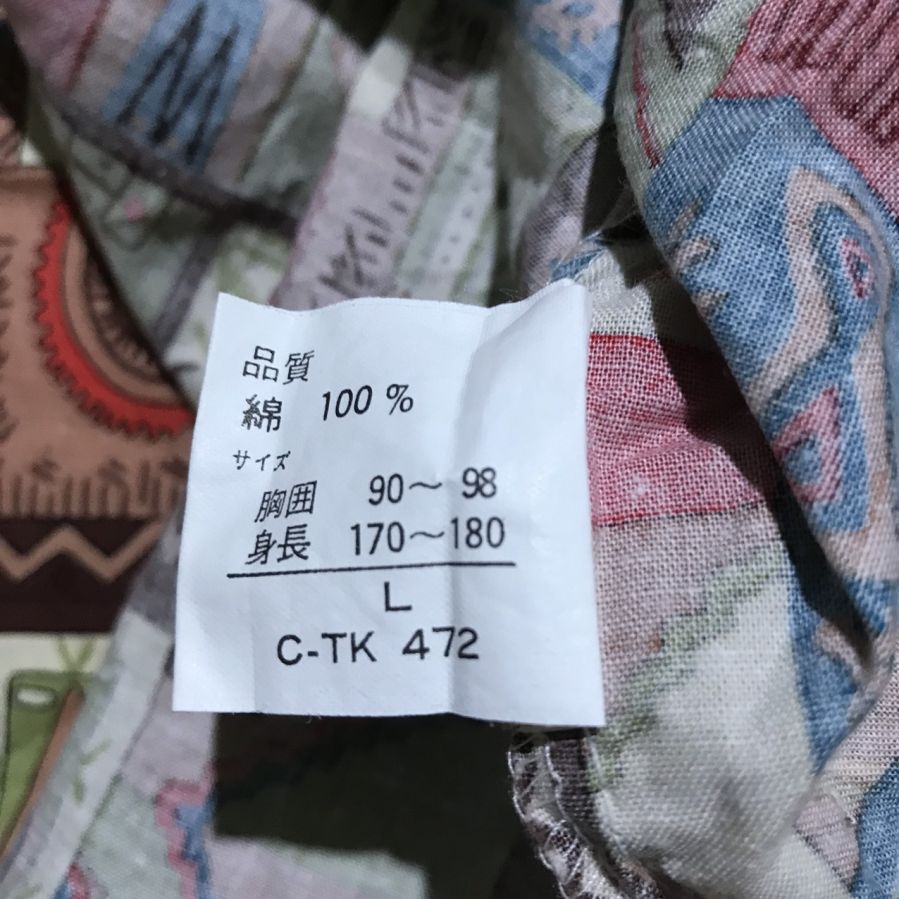 品質
綿 100 %
サイズ
胸囲 90～98
身長 170～180
L
C-TK 472